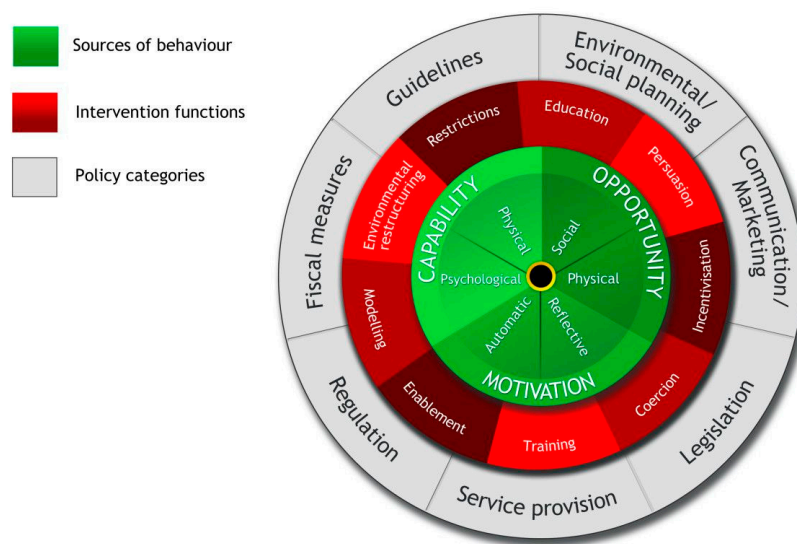 Sources of behaviour
Intervention functions
Policy categories
Guidelines
Environmental/
Social planning
Communication/
Marketing
Legislation
Service provision
Regulation
Fiscal measures
Restrictions
Education
Persuasion
Incentivisation
Coercion
Training
Enablement
Modelling
Environmental
restructuring
CAPABILITY
OPPORTUNITY
MOTIVATION
Physical
Social
Psychological
Physical
Automatic
Reflective